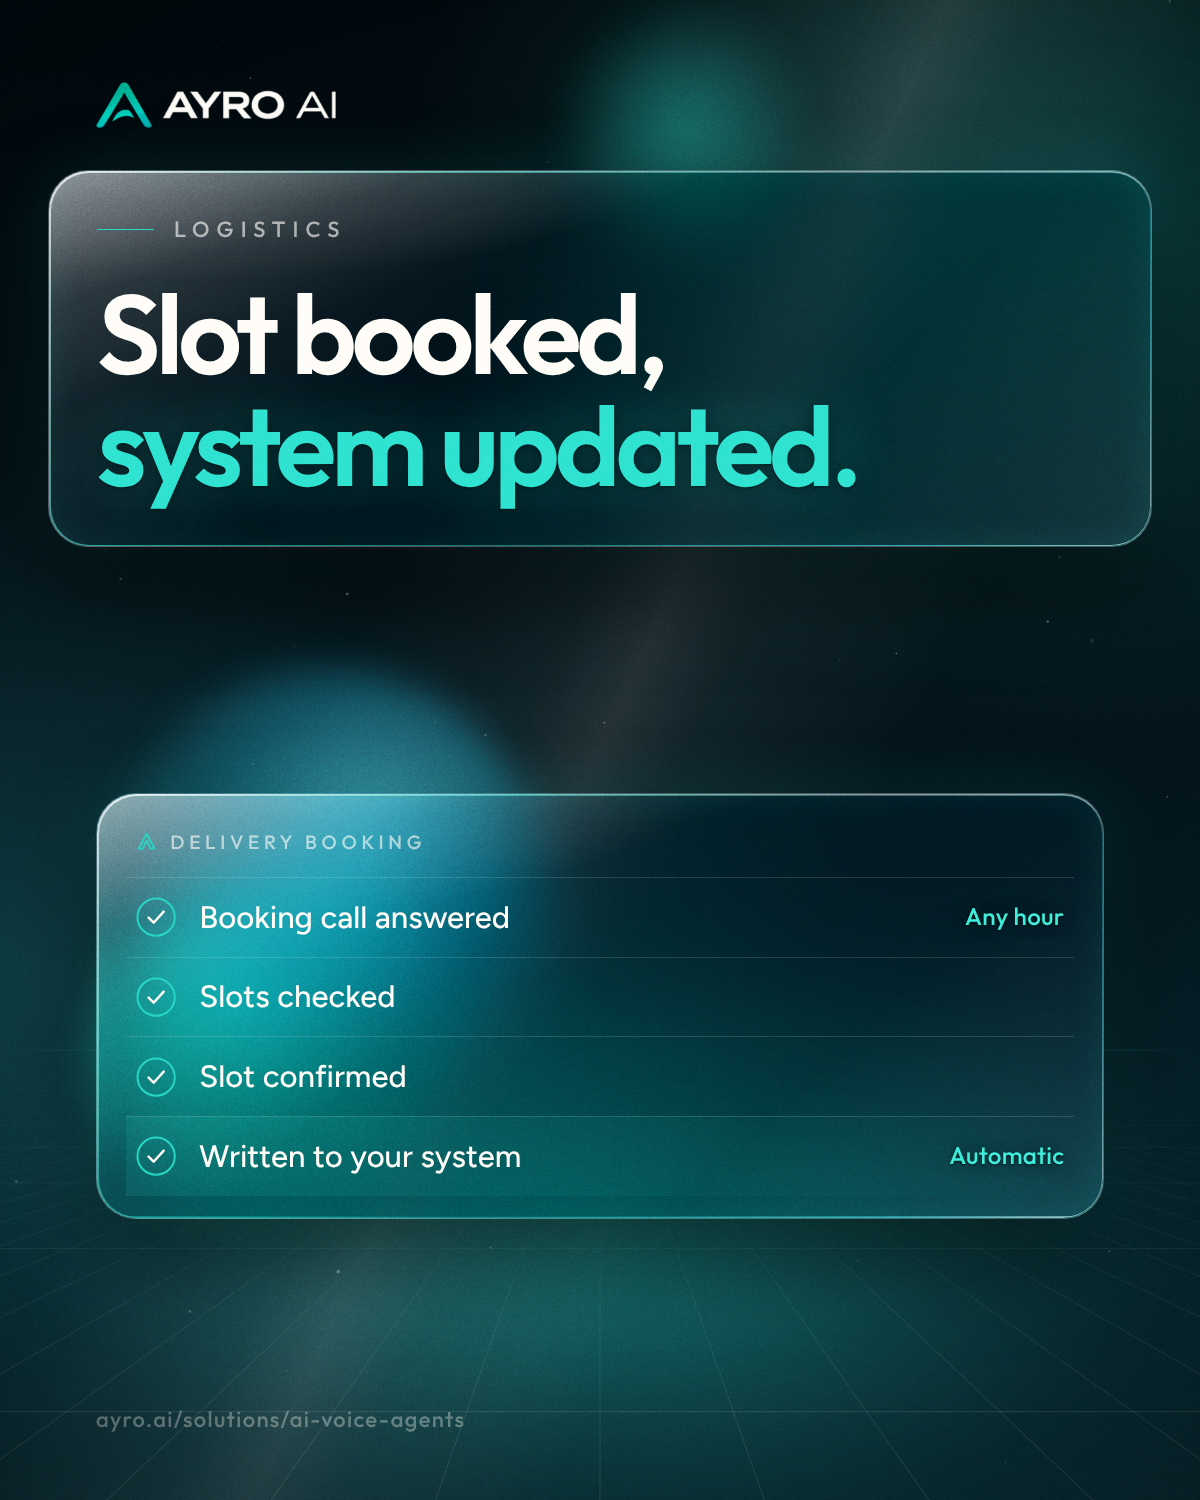 AYRO AI
LOGISTICS
Slot booked,
system updated.
DELIVERY BOOKING
Booking call answered
Any hour
Slots checked
Slot confirmed
Written to your system
Automatic
ayro.ai/solutions/ai-voice-agents